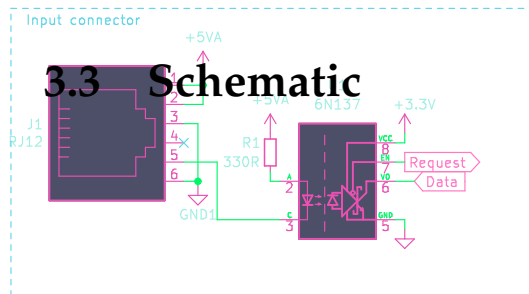 Input connector
+5VA
3.3 Schematic
1
2
3
4
5
6
J1
RJ12
GND1
+5VA
6N137
+3.3V
R1
330R
A
2
C
3
VCC
8
EN
7
VO
6
GND
5
Request
Data